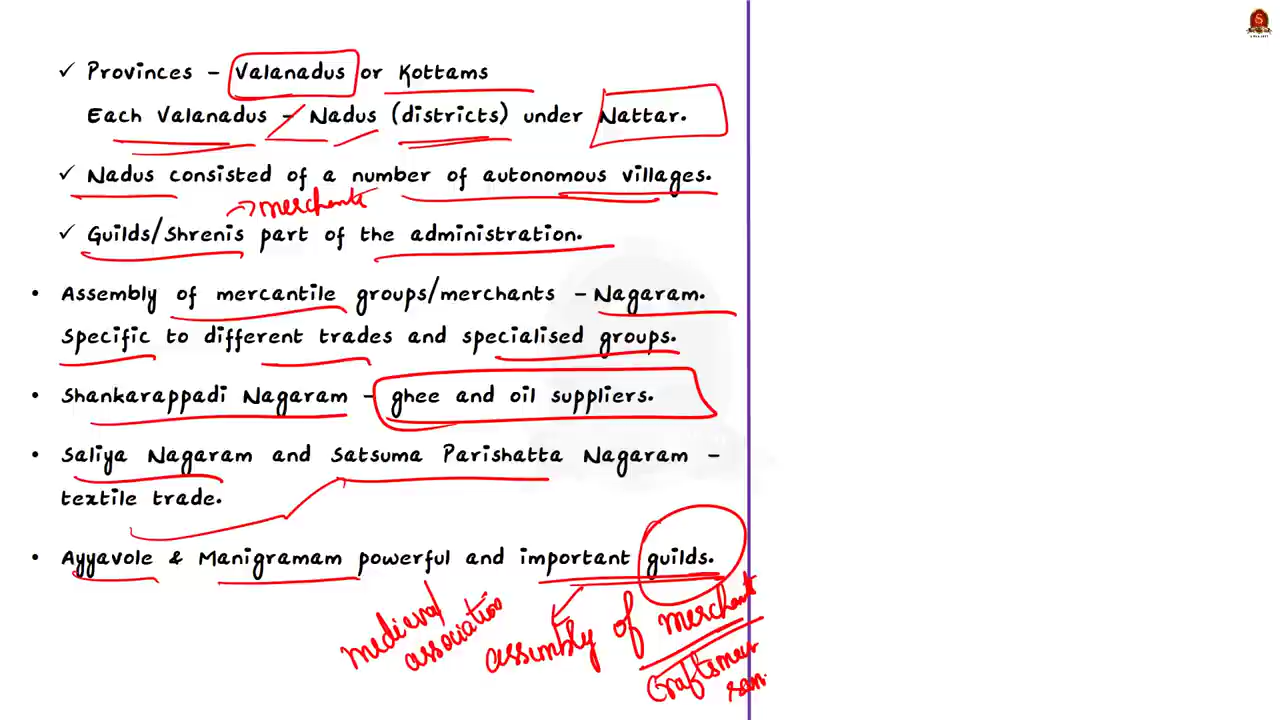 ✓ Provinces - Valanadus or Kottams
Each Valanadus - Nadus (districts) under Nattar.
✓ Nadus consisted of a number of autonomous villages.
merchants
✓ Guilds/Shrenis part of the administration.
• Assembly of mercantile groups/merchants - Nagaram.
Specific to different trades and specialised groups.
• Shankarappadi Nagaram - ghee and oil suppliers.
• Saliya Nagaram and Satsuma Parishatta Nagaram -
textile trade.
• Ayyavole & Manigramam powerful and important guilds.
medieval
association
assembly of merchant
Craftsmen